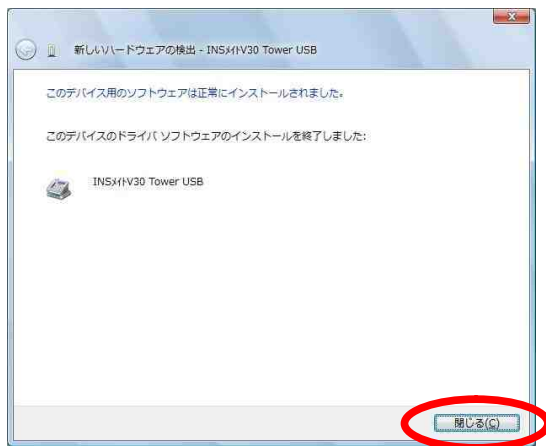 新しいハードウェアの検出 - INSﾒｲﾄV30 Tower USB
このデバイス用のソフトウェアは正常にインストールされました。
このデバイスのドライバ ソフトウェアのインストールを終了しました:
INSﾒｲﾄV30 Tower USB
閉じる(C)